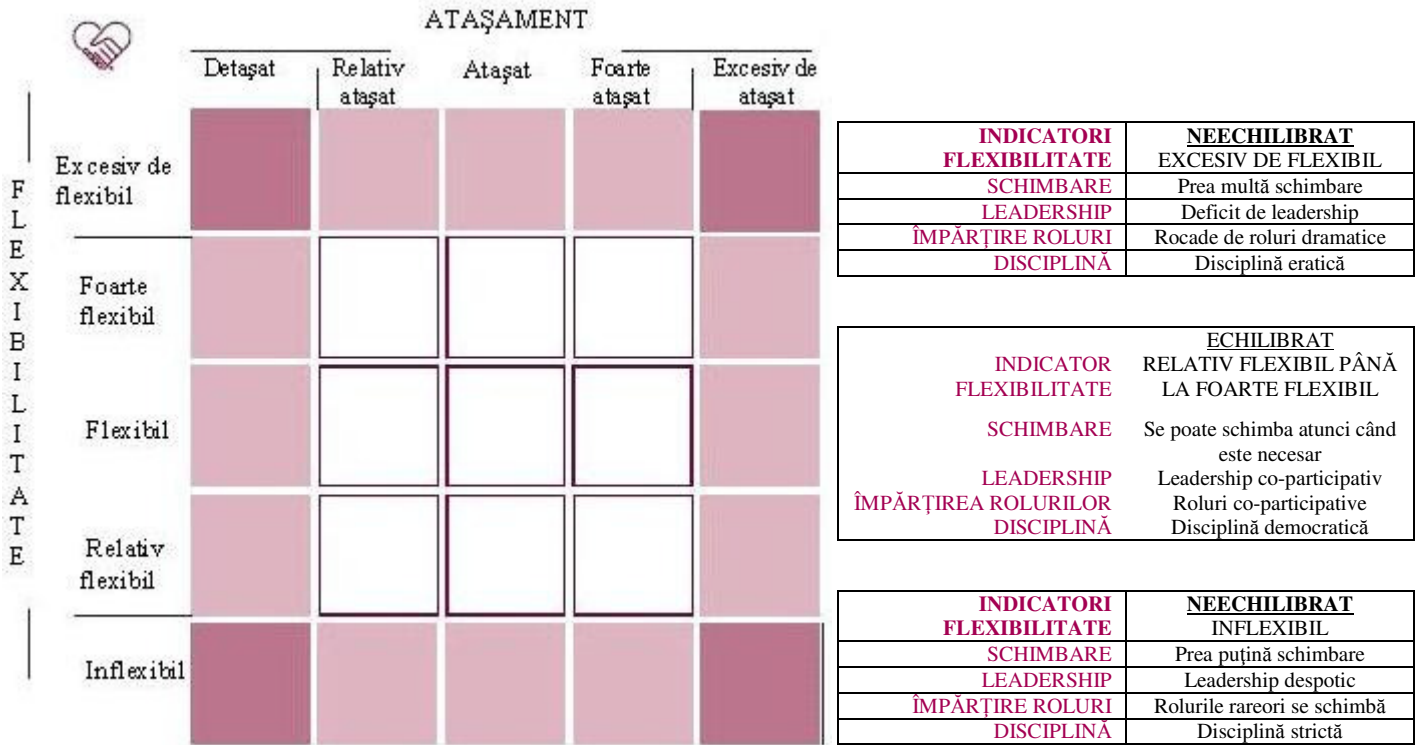 ATAŞAMENT
Detaşat
Relativ
ataşat
Ataşat
Foarte
ataşat
Excesiv de
ataşat
FLEXIBILITATE
Excesiv de
flexibil
Foarte
flexibil
Flexibil
Relativ
flexibil
Inflexibil
INDICATORI NEECHILIBRAT
FLEXIBILITATE EXCESIV DE FLEXIBIL
SCHIMBARE Prea multă schimbare
LEADERSHIP Deficit de leadership
ÎMPĂRŢIRE ROLURI Rocade de roluri dramatice
DISCIPLINĂ Disciplină eratică
ECHILIBRAT
INDICATOR RELATIV FLEXIBIL PÂNĂ
FLEXIBILITATE LA FOARTE FLEXIBIL
SCHIMBARE Se poate schimba atunci când
este necesar
LEADERSHIP Leadership co-participativ
ÎMPĂRŢIREA ROLURILOR Roluri co-participative
DISCIPLINĂ Disciplină democratică
INDICATORI NEECHILIBRAT
FLEXIBILITATE INFLEXIBIL
SCHIMBARE Prea puţină schimbare
LEADERSHIP Leadership despotic
ÎMPĂRŢIRE ROLURI Rolurile rareori se schimbă
DISCIPLINĂ Disciplină strictă